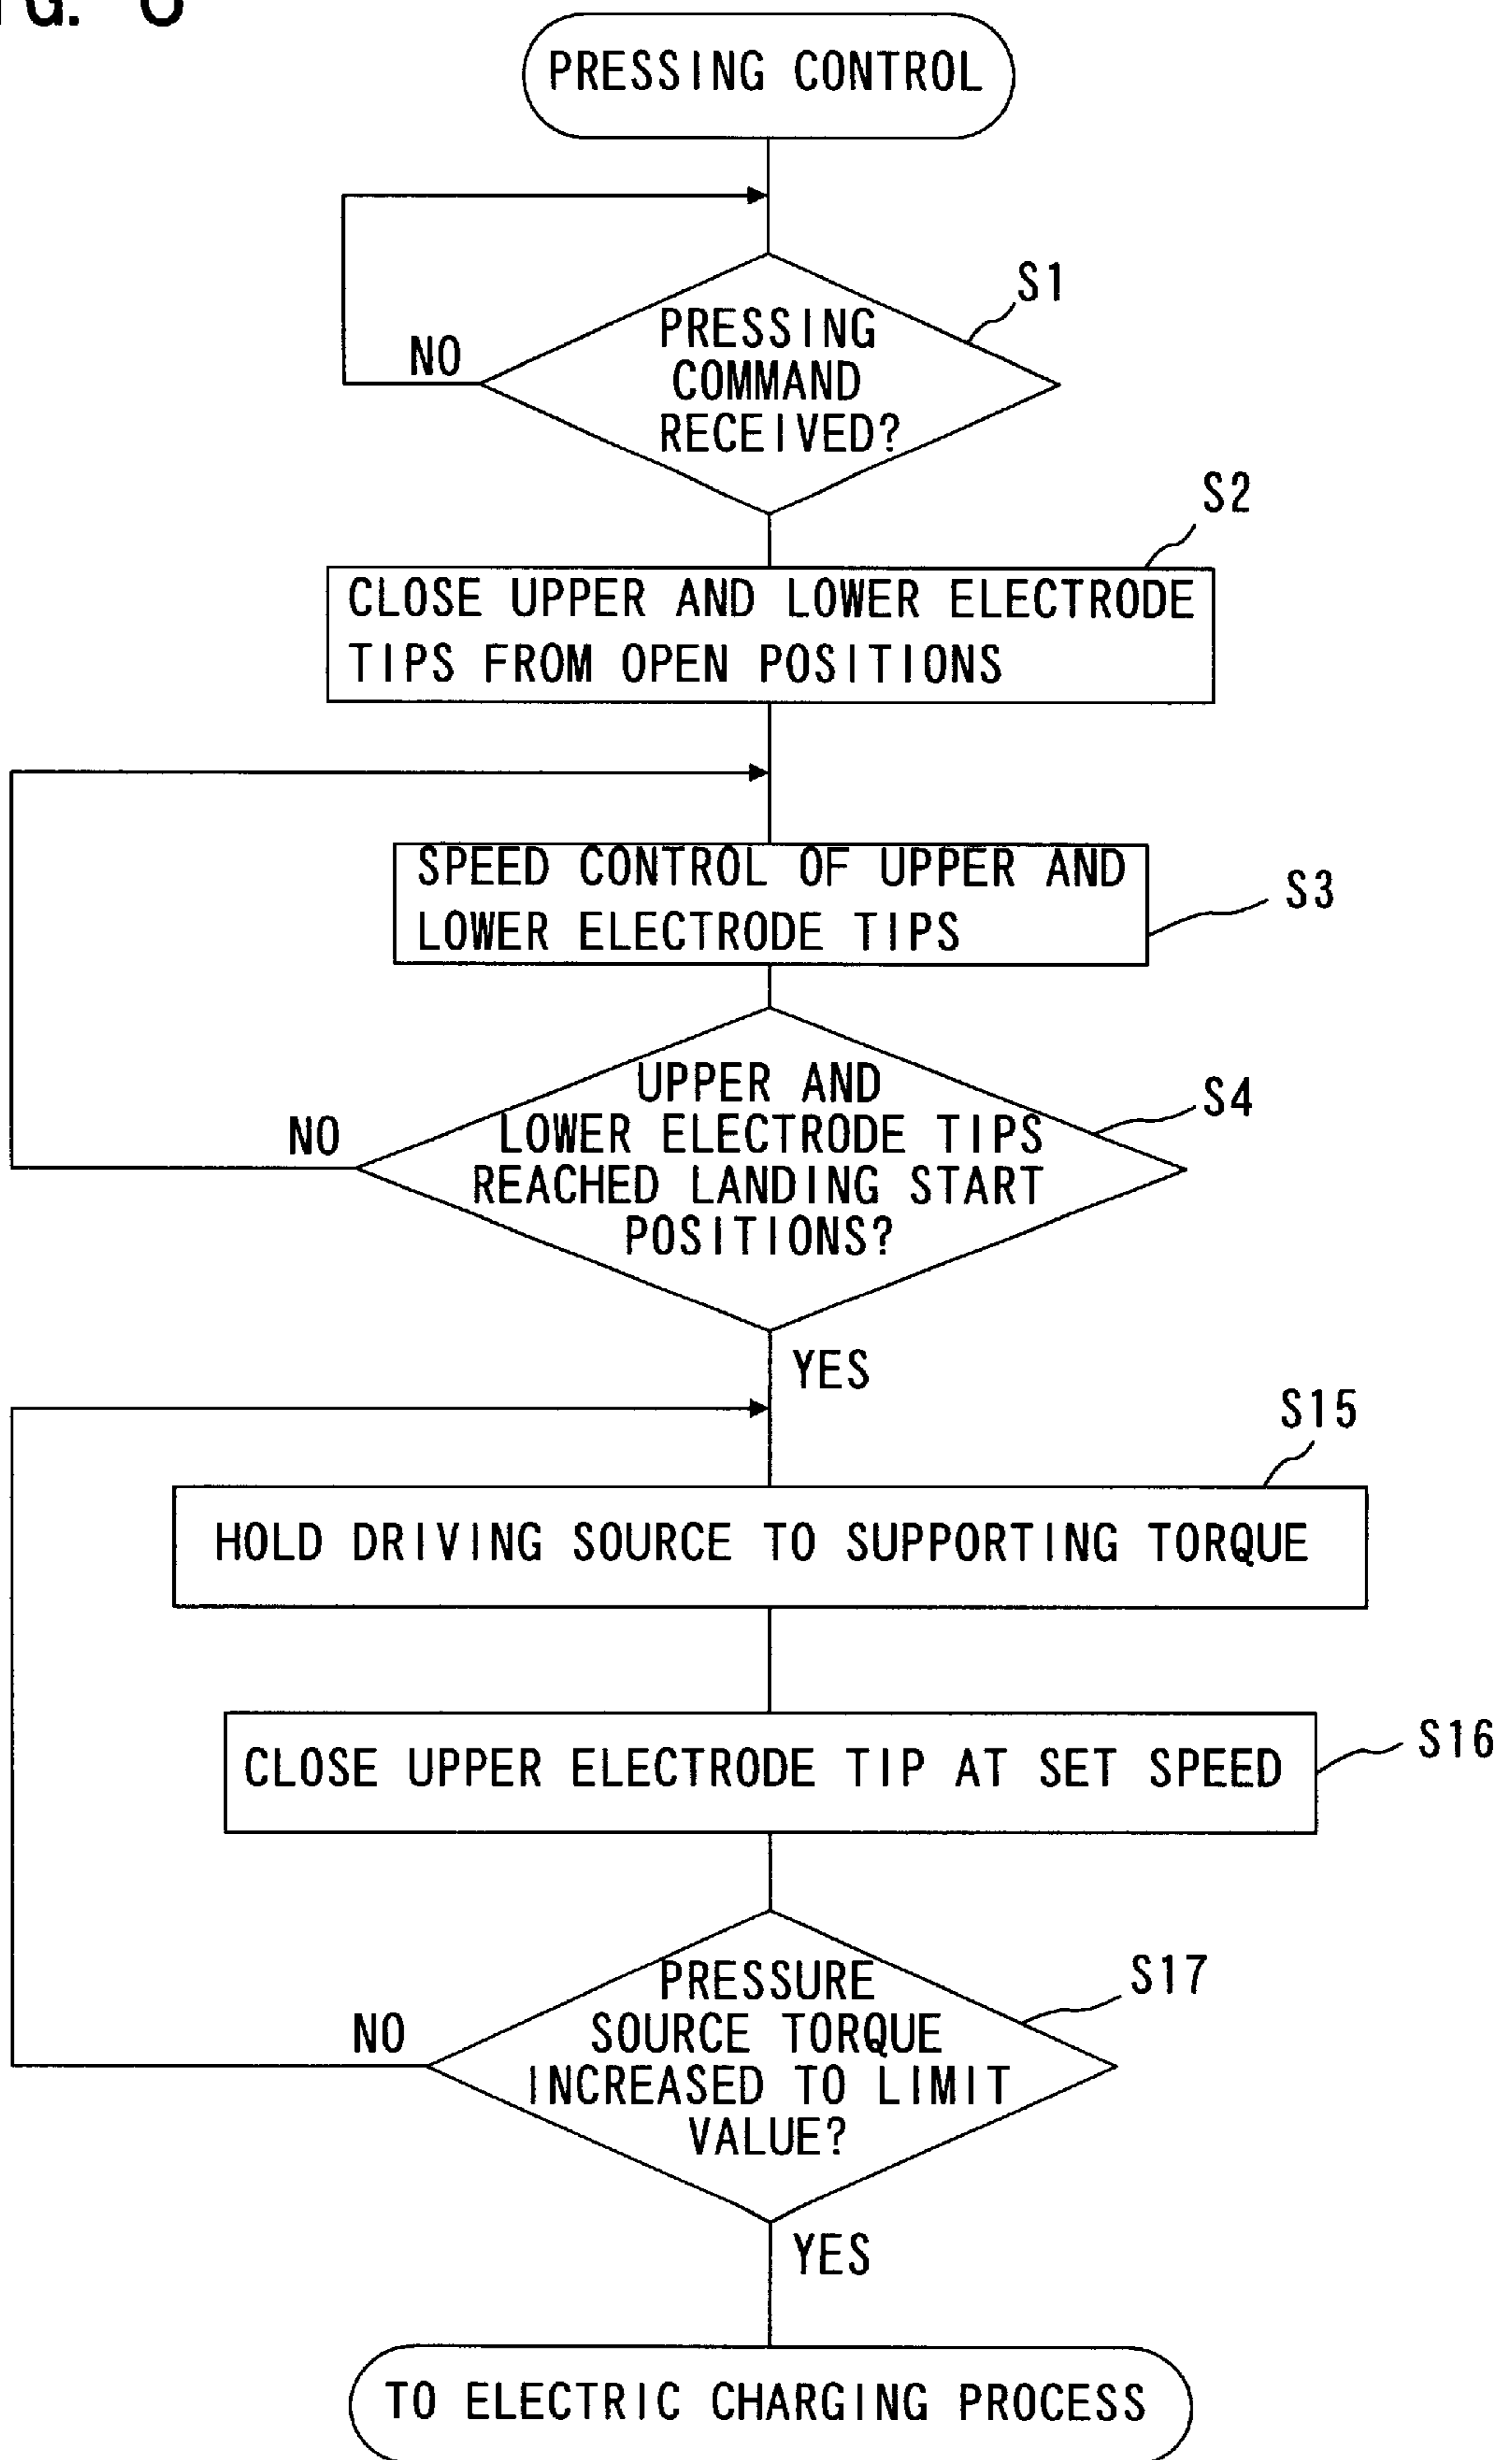 G.
PRESSING CONTROL
S1
PRESSING
COMMAND
RECEIVED?
NO
S2
CLOSE UPPER AND LOWER ELECTRODE
TIPS FROM OPEN POSITIONS
SPEED CONTROL OF UPPER AND
LOWER ELECTRODE TIPS
S3
UPPER AND
LOWER ELECTRODE TIPS
REACHED LANDING START
POSITIONS?
S4
NO
YES
S15
HOLD DRIVING SOURCE TO SUPPORTING TORQUE
CLOSE UPPER ELECTRODE TIP AT SET SPEED
S16
PRESSURE
SOURCE TORQUE
INCREASED TO LIMIT
VALUE?
S17
NO
YES
TO ELECTRIC CHARGING PROCESS